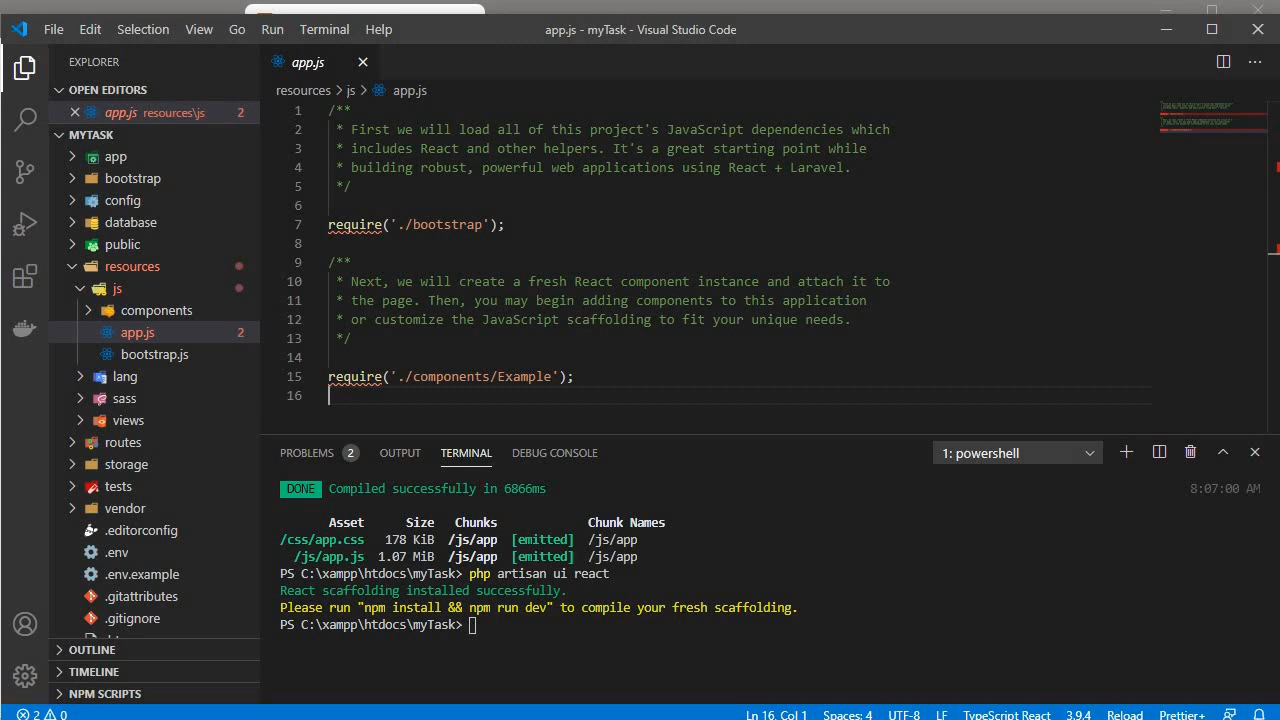 File Edit Selection View Go Run Terminal Help app.js - myTask - Visual Studio Code
EXPLORER
OPEN EDITORS
app.js resources\js 2
MYTASK
app
bootstrap
config
database
public
resources
js
components
app.js 2
bootstrap.js
lang
sass
views
routes
storage
tests
vendor
.editorconfig
.env
.env.example
.gitattributes
.gitignore
OUTLINE
TIMELINE
NPM SCRIPTS
app.js
resources js app.js
1 /**
2 * First we will load all of this project's JavaScript dependencies which
3 * includes React and other helpers. It's a great starting point while
4 * building robust, powerful web applications using React + Laravel.
5 */
6
7 require('./bootstrap');
8
9 /**
10 * Next, we will create a fresh React component instance and attach it to
11 * the page. Then, you may begin adding components to this application
12 * or customize the JavaScript scaffolding to fit your unique needs.
13 */
14
15 require('./components/Example');
16
PROBLEMS 2 OUTPUT TERMINAL DEBUG CONSOLE 1: powershell
DONE Compiled successfully in 6866ms 8:07:00 AM
Asset Size Chunks Chunk Names
/css/app.css 178 KiB /js/app [emitted] /js/app
/js/app.js 1.07 MiB /js/app [emitted] /js/app
PS C:\xampp\htdocs\myTask> php artisan ui react
React scaffolding installed successfully.
Please run "npm install && npm run dev" to compile your fresh scaffolding.
PS C:\xampp\htdocs\myTask>
2 0 Ln 16, Col 1 Spaces: 4 UTF-8 LF TypeScript React 3.9.4 Reload Prettier+